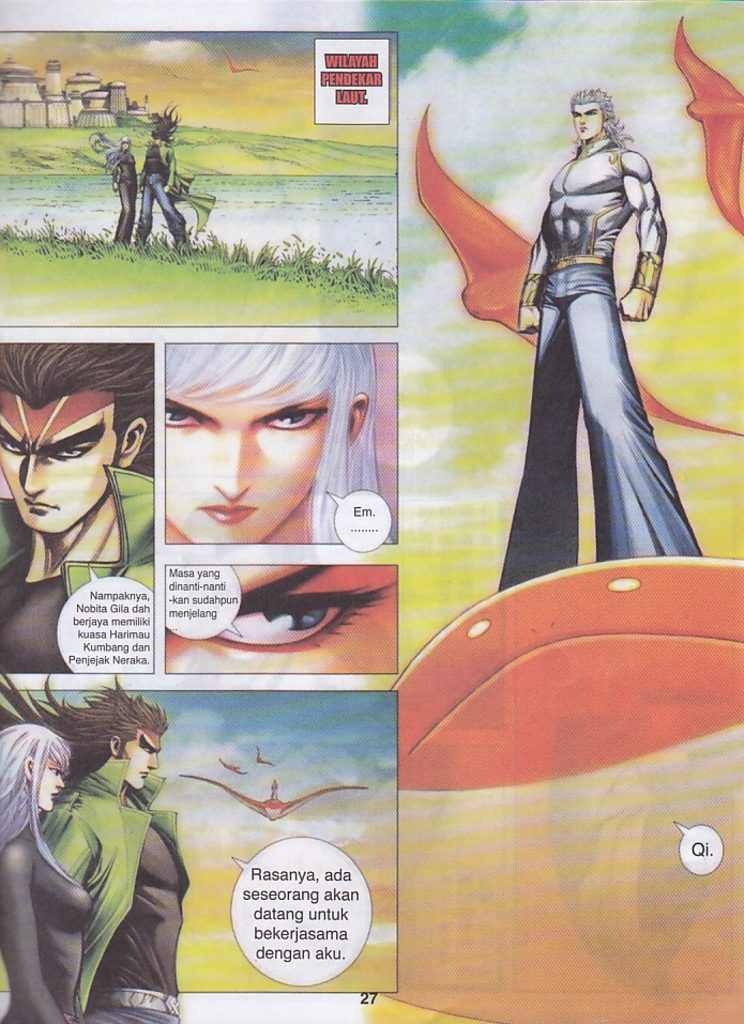 WILAYAH
PENDEKAR
LAUT.
Nampaknya,
Nobita Gila dah
berjaya memiliki
kuasa Harimau
Kumbang dan
Penjejak Neraka.
Em.
........
Masa yang
dinanti-nanti
-kan sudahpun
menjelang
...
Rasanya, ada
seseorang akan
datang untuk
bekerjasama
dengan aku.
Qi.
27